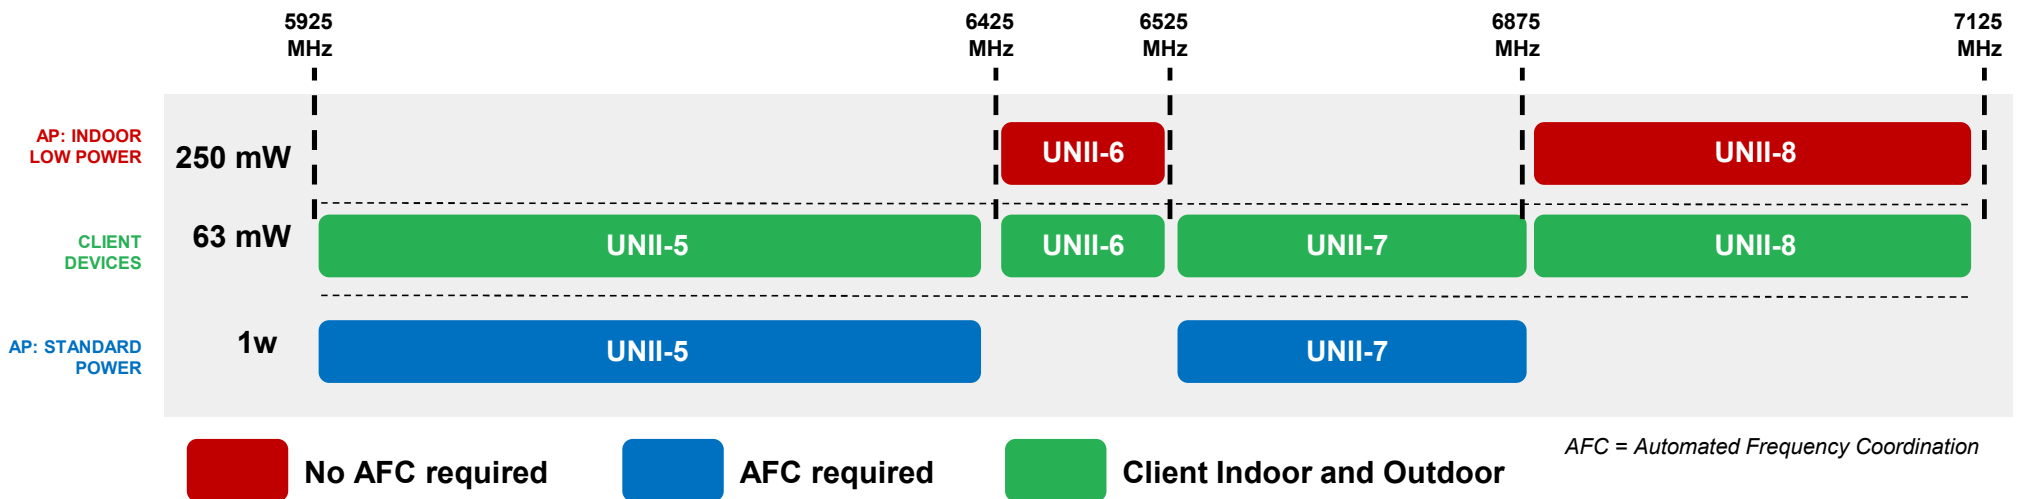 5925
MHz
6425
MHz
6525
MHz
6875
MHz
7125
MHz
AP: INDOOR
LOW POWER
250 mW
UNII-6
UNII-8
CLIENT
DEVICES
63 mW
UNII-5
UNII-6
UNII-7
UNII-8
AP: STANDARD
POWER
1w
UNII-5
UNII-7
No AFC required
AFC required
Client Indoor and Outdoor
AFC = Automated Frequency Coordination